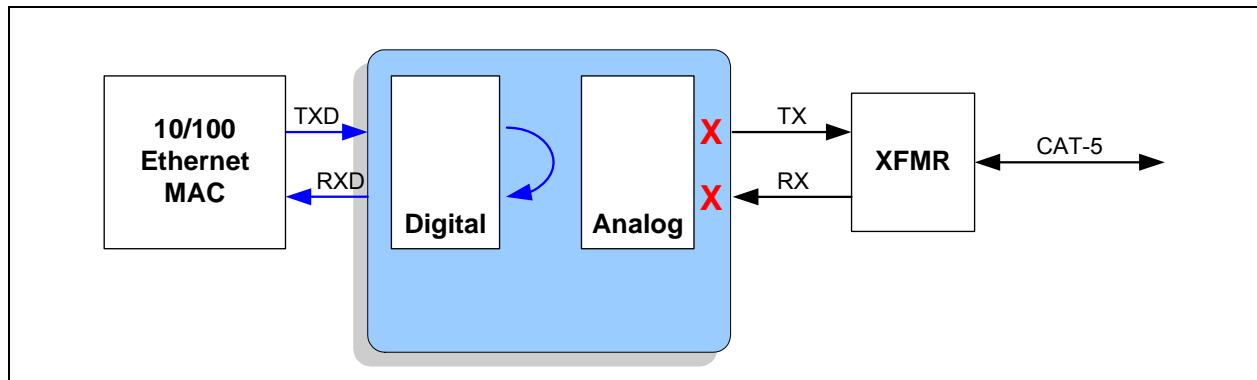 10/100
Ethernet
MAC
TXD
RXD
Digital
Analog
X
X
TX
RX
XFMR
CAT-5